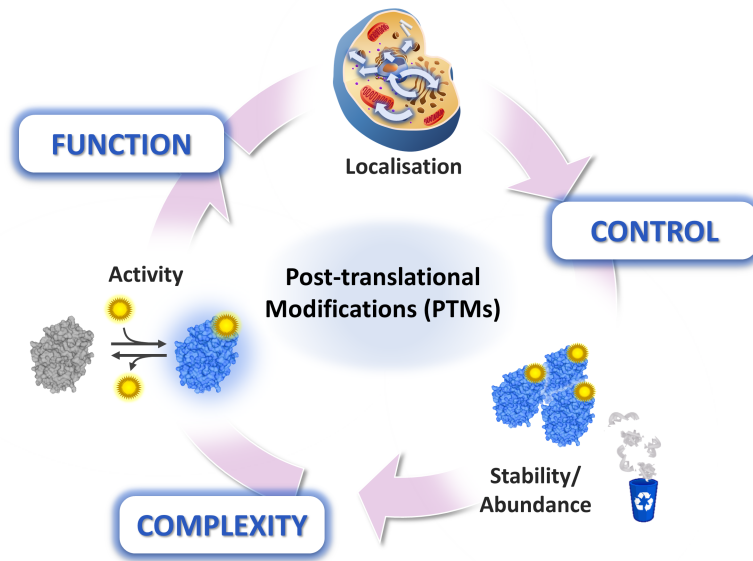 Localisation
FUNCTION
CONTROL
Activity
Post-translational
Modifications (PTMs)
Stability/
Abundance
COMPLEXITY